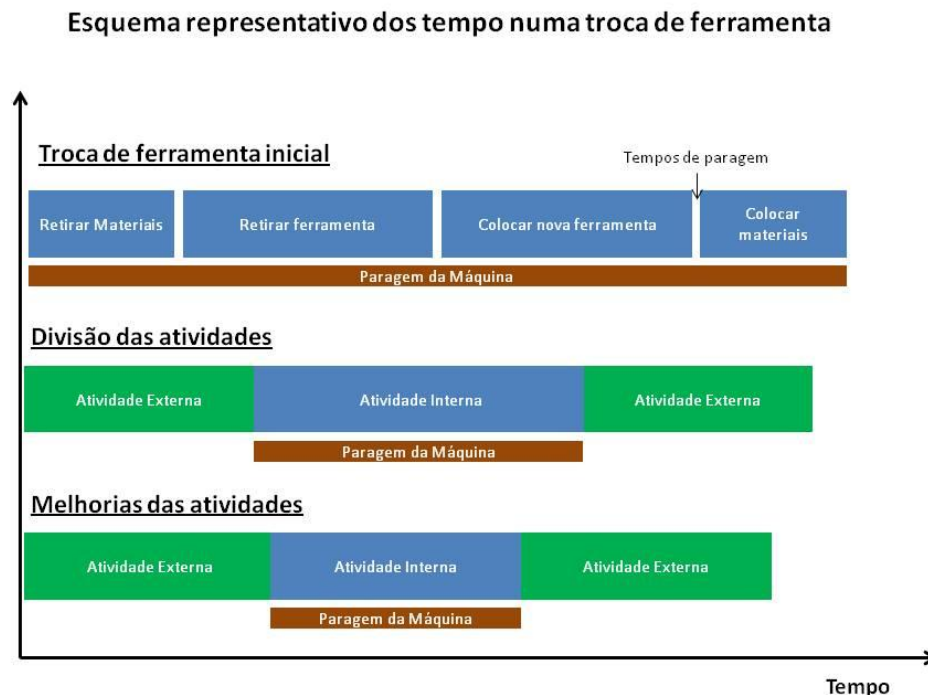 Esquema representativo dos tempo numa troca de ferramenta
Troca de ferramenta inicial
Tempos de paragem
Retirar Materiais
Retirar ferramenta
Colocar nova ferramenta
Colocar
materiais
Paragem da Máquina
Divisão das atividades
Atividade Externa
Atividade Interna
Atividade Externa
Paragem da Máquina
Melhorias das atividades
Atividade Externa
Atividade Interna
Atividade Externa
Paragem da Máquina
Tempo